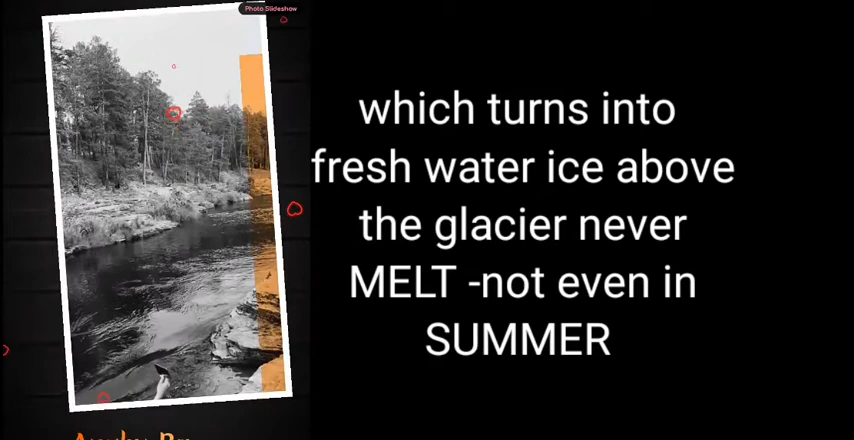 Photo Slideshow
which turns into
fresh water ice above
the glacier never
MELT -not even in
SUMMER